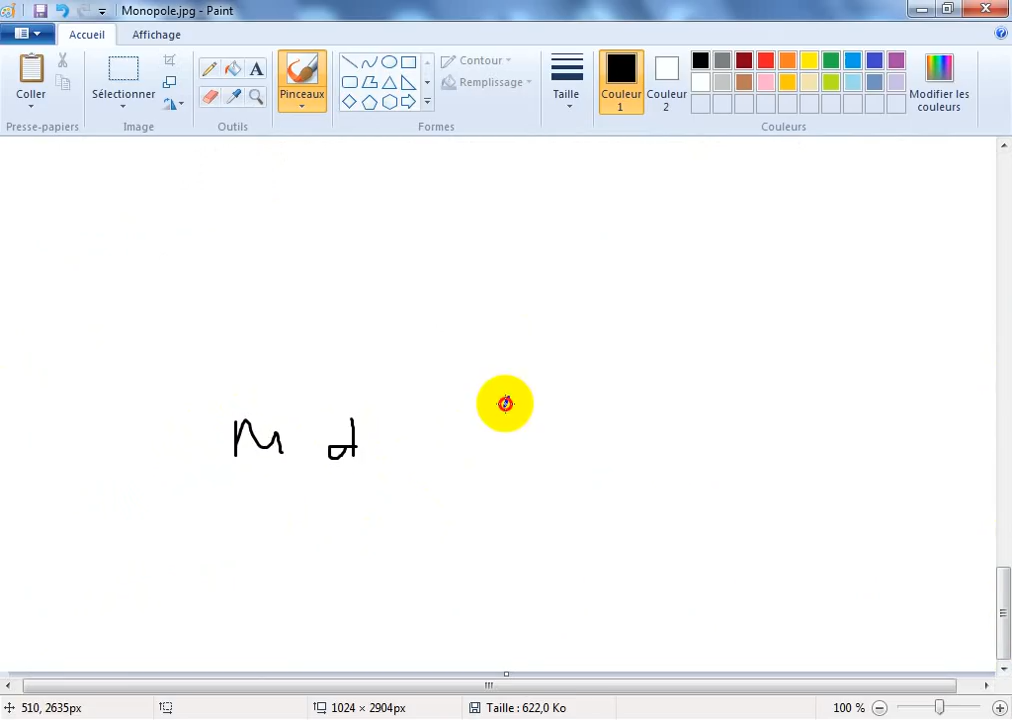 Monopole.jpg - Paint
Accueil Affichage
Coller
Presse-papiers
Sélectionner
Image
A
Outils
Pinceaux
Contour
Remplissage
Formes
Taille
Couleur 1
Couleur 2
Modifier les couleurs
Couleurs
M d
510, 2635px
1024 × 2904px
Taille : 622,0 Ko
100 %